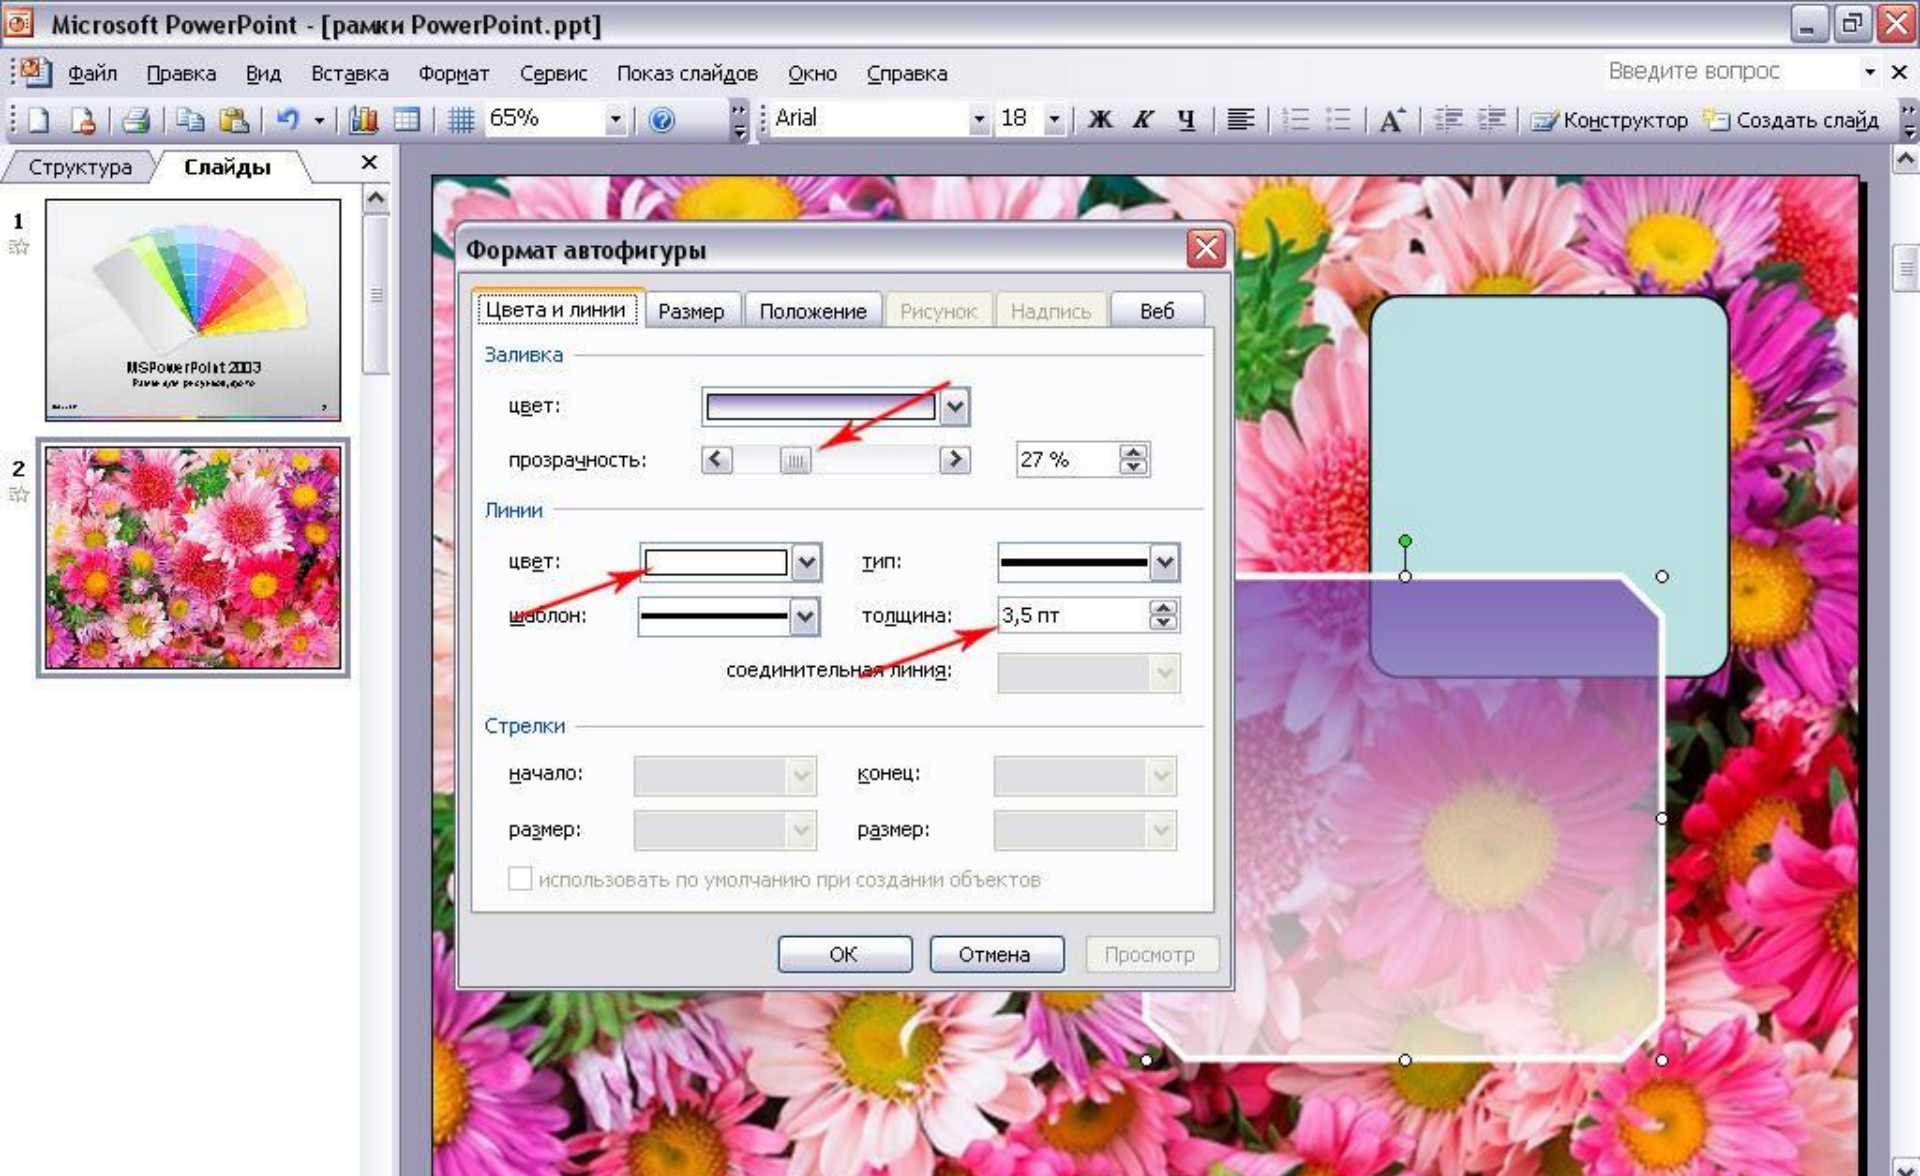 Microsoft PowerPoint - [рамки PowerPoint.ppt]
Файл Правка Вид Вставка Формат Сервис Показ слайдов Окно Справка Введите вопрос
65% Arial 18 Ж К Ч Конструктор Создать слайд
Структура Слайды
1
MSPowerPoint 2003
2
Формат автофигуры
Цвета и линии Размер Положение Рисунок Надпись Веб
Заливка
цвет:
прозрачность: 27 %
Линии
цвет: тип:
шаблон: толщина: 3,5 пт
соединительная линия:
Стрелки
начало: конец:
размер: размер:
использовать по умолчанию при создании объектов
ОК Отмена Просмотр